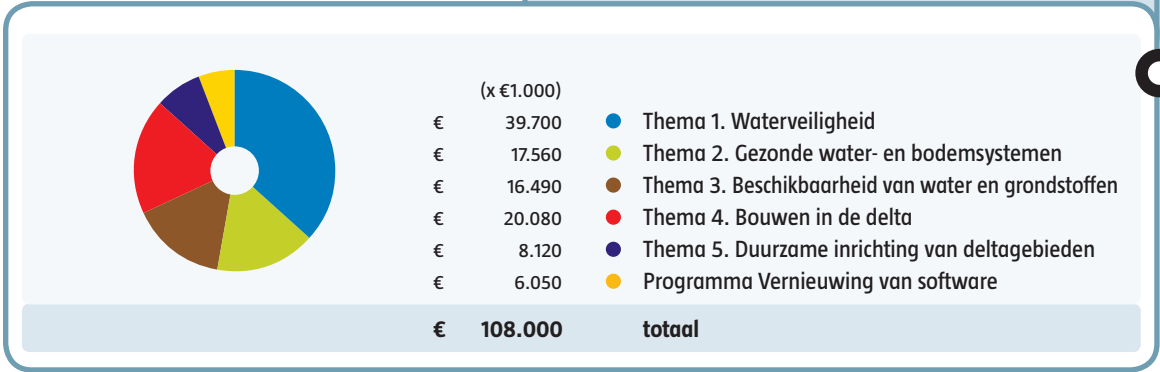 (x €1.000)
€ 39.700 Thema 1. Waterveiligheid
€ 17.560 Thema 2. Gezonde water- en bodemsystemen
€ 16.490 Thema 3. Beschikbaarheid van water en grondstoffen
€ 20.080 Thema 4. Bouwen in de delta
€ 8.120 Thema 5. Duurzame inrichting van deltagebieden
€ 6.050 Programma Vernieuwing van software
€ 108.000 totaal